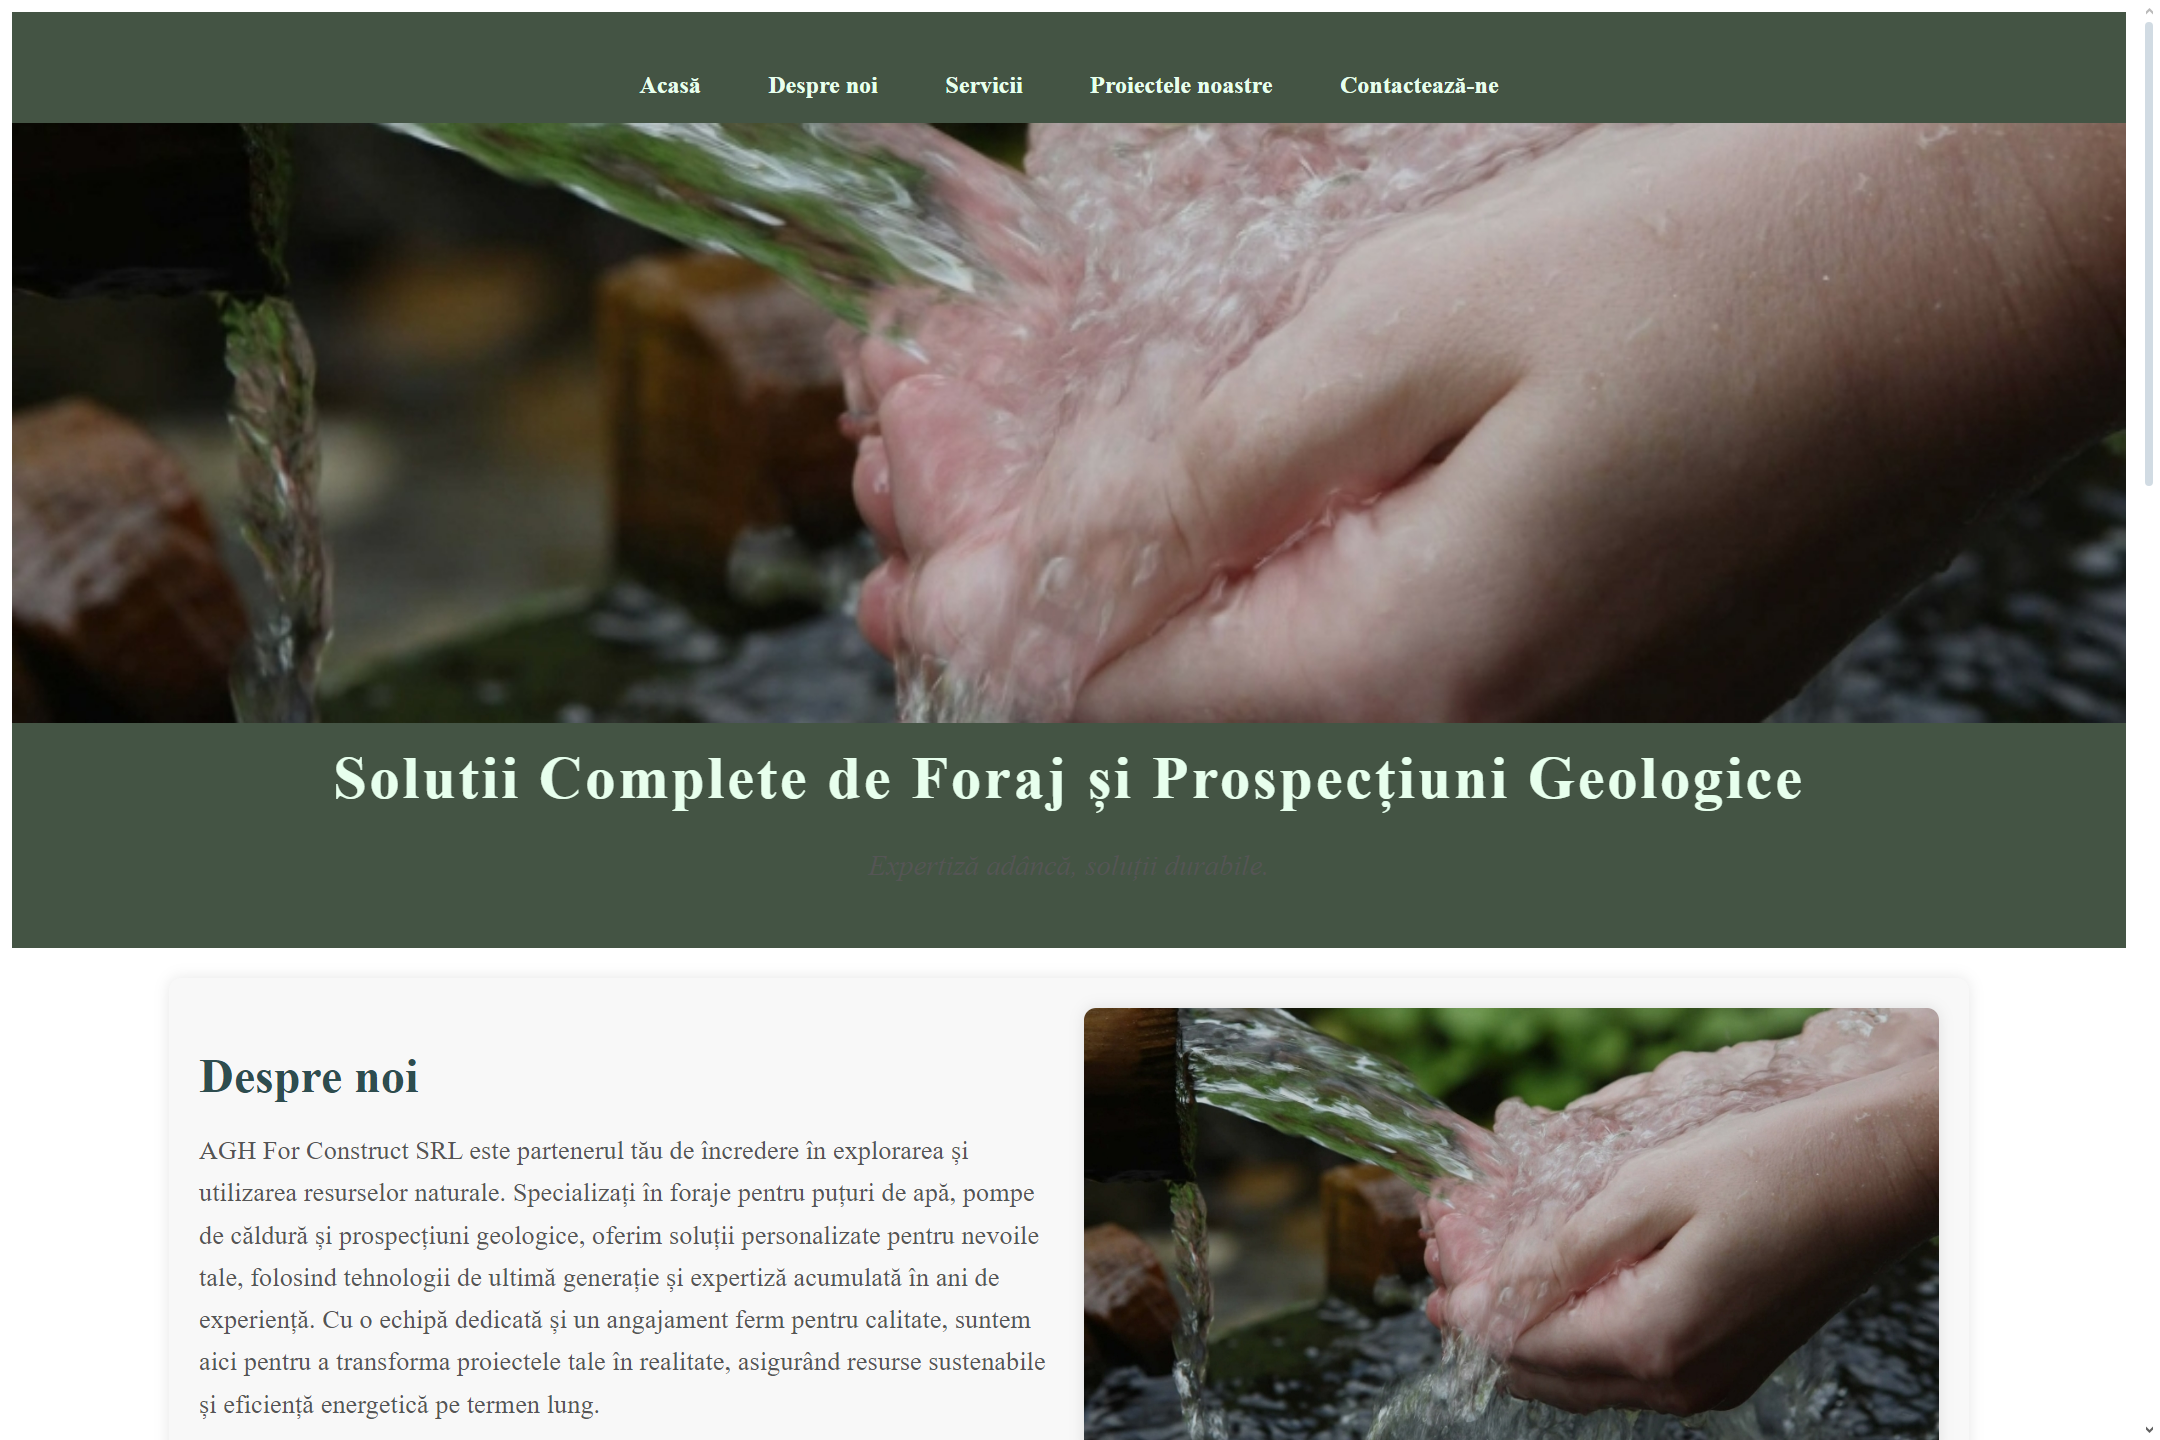 Acasă
Despre noi
Servicii
Proiectele noastre
Contactează-ne
Solutii Complete de Foraj și Prospecțiuni Geologice
Expertiză adâncă, soluții durabile.
Despre noi
AGH For Construct SRL este partenerul tău de încredere în explorarea și
utilizarea resurselor naturale. Specializați în foraje pentru puțuri de apă, pompe
de căldură și prospecțiuni geologice, oferim soluții personalizate pentru nevoile
tale, folosind tehnologii de ultimă generație și expertiză acumulată în ani de
experiență. Cu o echipă dedicată și un angajament ferm pentru calitate, suntem
aici pentru a transforma proiectele tale în realitate, asigurând resurse sustenabile
și eficiență energetică pe termen lung.